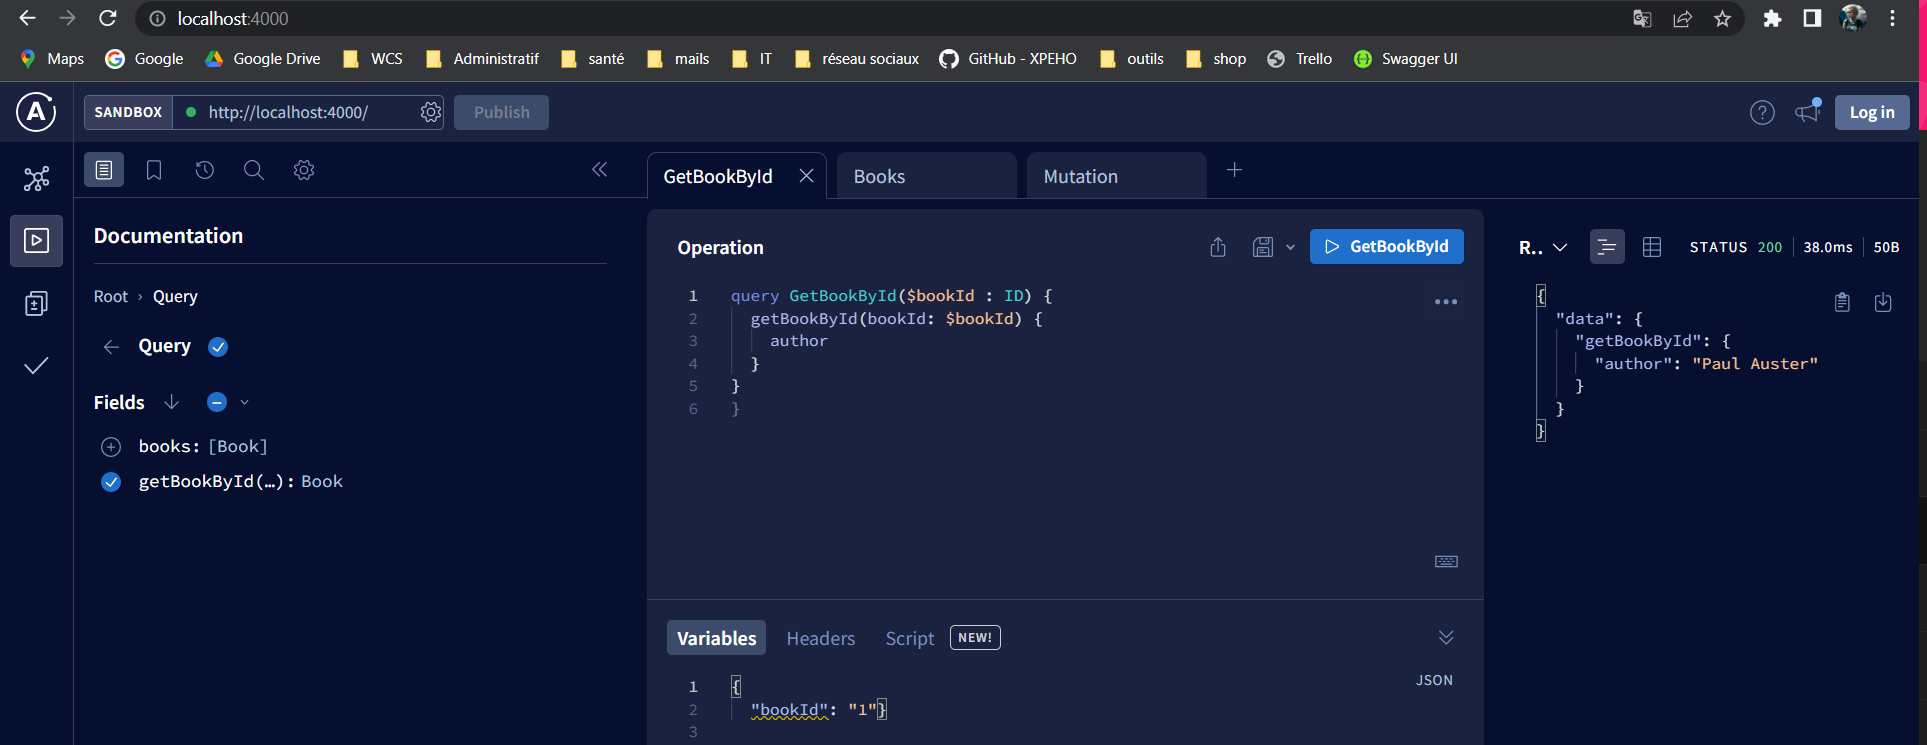 localhost:4000
Maps Google Google Drive WCS Administratif santé mails IT réseau sociaux GitHub - XPEHO outils shop Trello Swagger UI
A SANDBOX http://localhost:4000/ Publish ? Log in
GetBookById Books Mutation
Documentation
Root › Query
Query
Fields
books: [Book]
getBookById(…): Book
Operation
GetBookById
1 query GetBookById($bookId : ID) {
2 getBookById(bookId: $bookId) {
3 author
4 }
5 }
6 }
Variables Headers Script NEW!
JSON
1 {
2 "bookId": "1"}
3
R.. STATUS 200 38.0ms 50B
{
"data": {
"getBookById": {
"author": "Paul Auster"
}
}
}